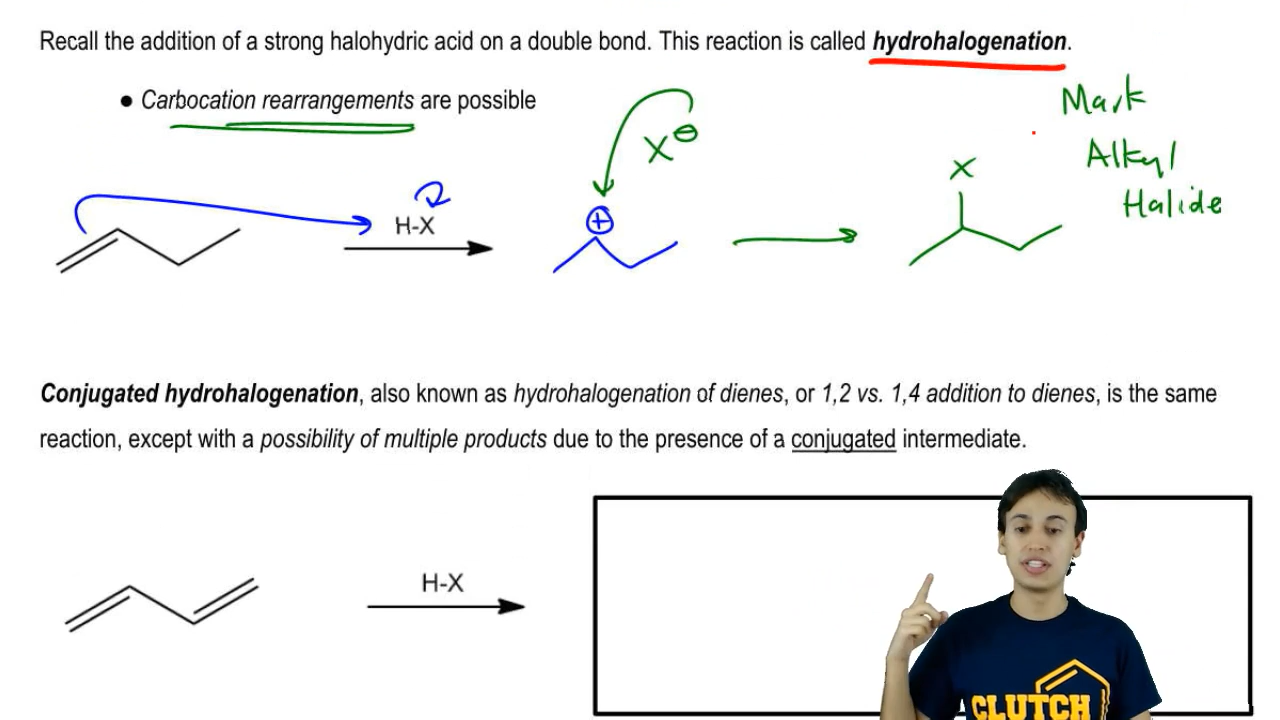 Recall the addition of a strong halohydric acid on a double bond. This reaction is called hydrohalogenation.
● Carbocation rearrangements are possible
Mark
Alkyl
Halide
H-X
X⊖
⊕
X
Conjugated hydrohalogenation, also known as hydrohalogenation of dienes, or 1,2 vs. 1,4 addition to dienes, is the same
reaction, except with a possibility of multiple products due to the presence of a conjugated intermediate.
H-X
CLUTCH